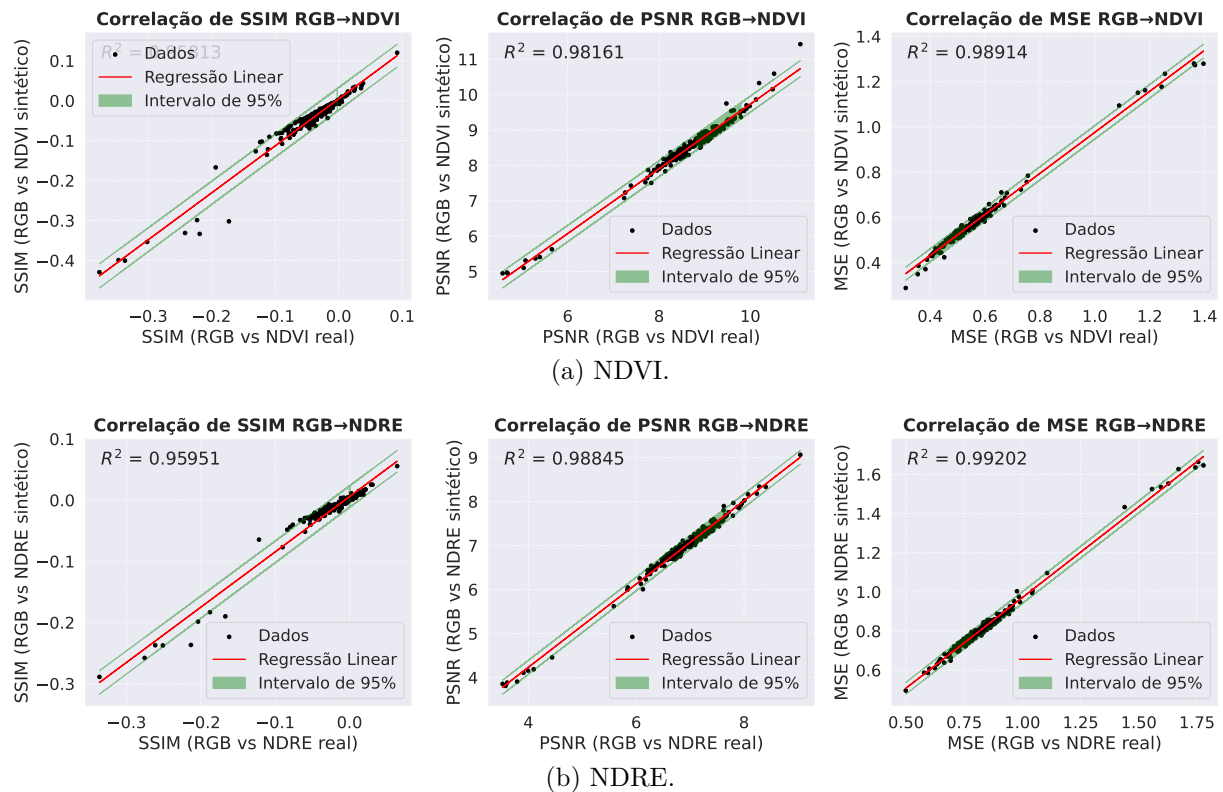 Correlação de SSIM RGB→NDVI
R² =
Dados
Regressão Linear
Intervalo de 95%
0.1
0.0
−0.1
−0.2
−0.3
−0.4
SSIM (RGB vs NDVI sintético)
−0.3
−0.2
−0.1
0.0
0.1
SSIM (RGB vs NDVI real)
Correlação de PSNR RGB→NDVI
R² = 0.98161
11
10
9
8
7
6
5
PSNR (RGB vs NDVI sintético)
Dados
Regressão Linear
Intervalo de 95%
6
8
10
PSNR (RGB vs NDVI real)
Correlação de MSE RGB→NDVI
R² = 0.98914
1.4
1.2
1.0
0.8
0.6
0.4
MSE (RGB vs NDVI sintético)
Dados
Regressão Linear
Intervalo de 95%
0.4
0.6
0.8
1.0
1.2
1.4
MSE (RGB vs NDVI real)
(a) NDVI.
Correlação de SSIM RGB→NDRE
R² = 0.95951
0.1
0.0
−0.1
−0.2
−0.3
SSIM (RGB vs NDRE sintético)
Dados
Regressão Linear
Intervalo de 95%
−0.3
−0.2
−0.1
0.0
SSIM (RGB vs NDRE real)
Correlação de PSNR RGB→NDRE
R² = 0.98845
9
8
7
6
5
4
PSNR (RGB vs NDRE sintético)
Dados
Regressão Linear
Intervalo de 95%
4
6
8
PSNR (RGB vs NDRE real)
Correlação de MSE RGB→NDRE
R² = 0.99202
1.6
1.4
1.2
1.0
0.8
0.6
MSE (RGB vs NDRE sintético)
Dados
Regressão Linear
Intervalo de 95%
0.50
0.75
1.00
1.25
1.50
1.75
MSE (RGB vs NDRE real)
(b) NDRE.